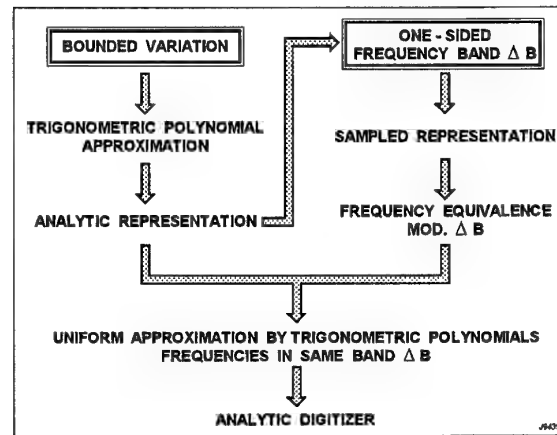 BOUNDED VARIATION
TRIGONOMETRIC POLYNOMIAL
APPROXIMATION
ANALYTIC REPRESENTATION
ONE - SIDED
FREQUENCY BAND Δ B
SAMPLED REPRESENTATION
FREQUENCY EQUIVALENCE
MOD. Δ B
UNIFORM APPROXIMATION BY TRIGONOMETRIC POLYNOMIALS
FREQUENCIES IN SAME BAND Δ B
ANALYTIC DIGITIZER